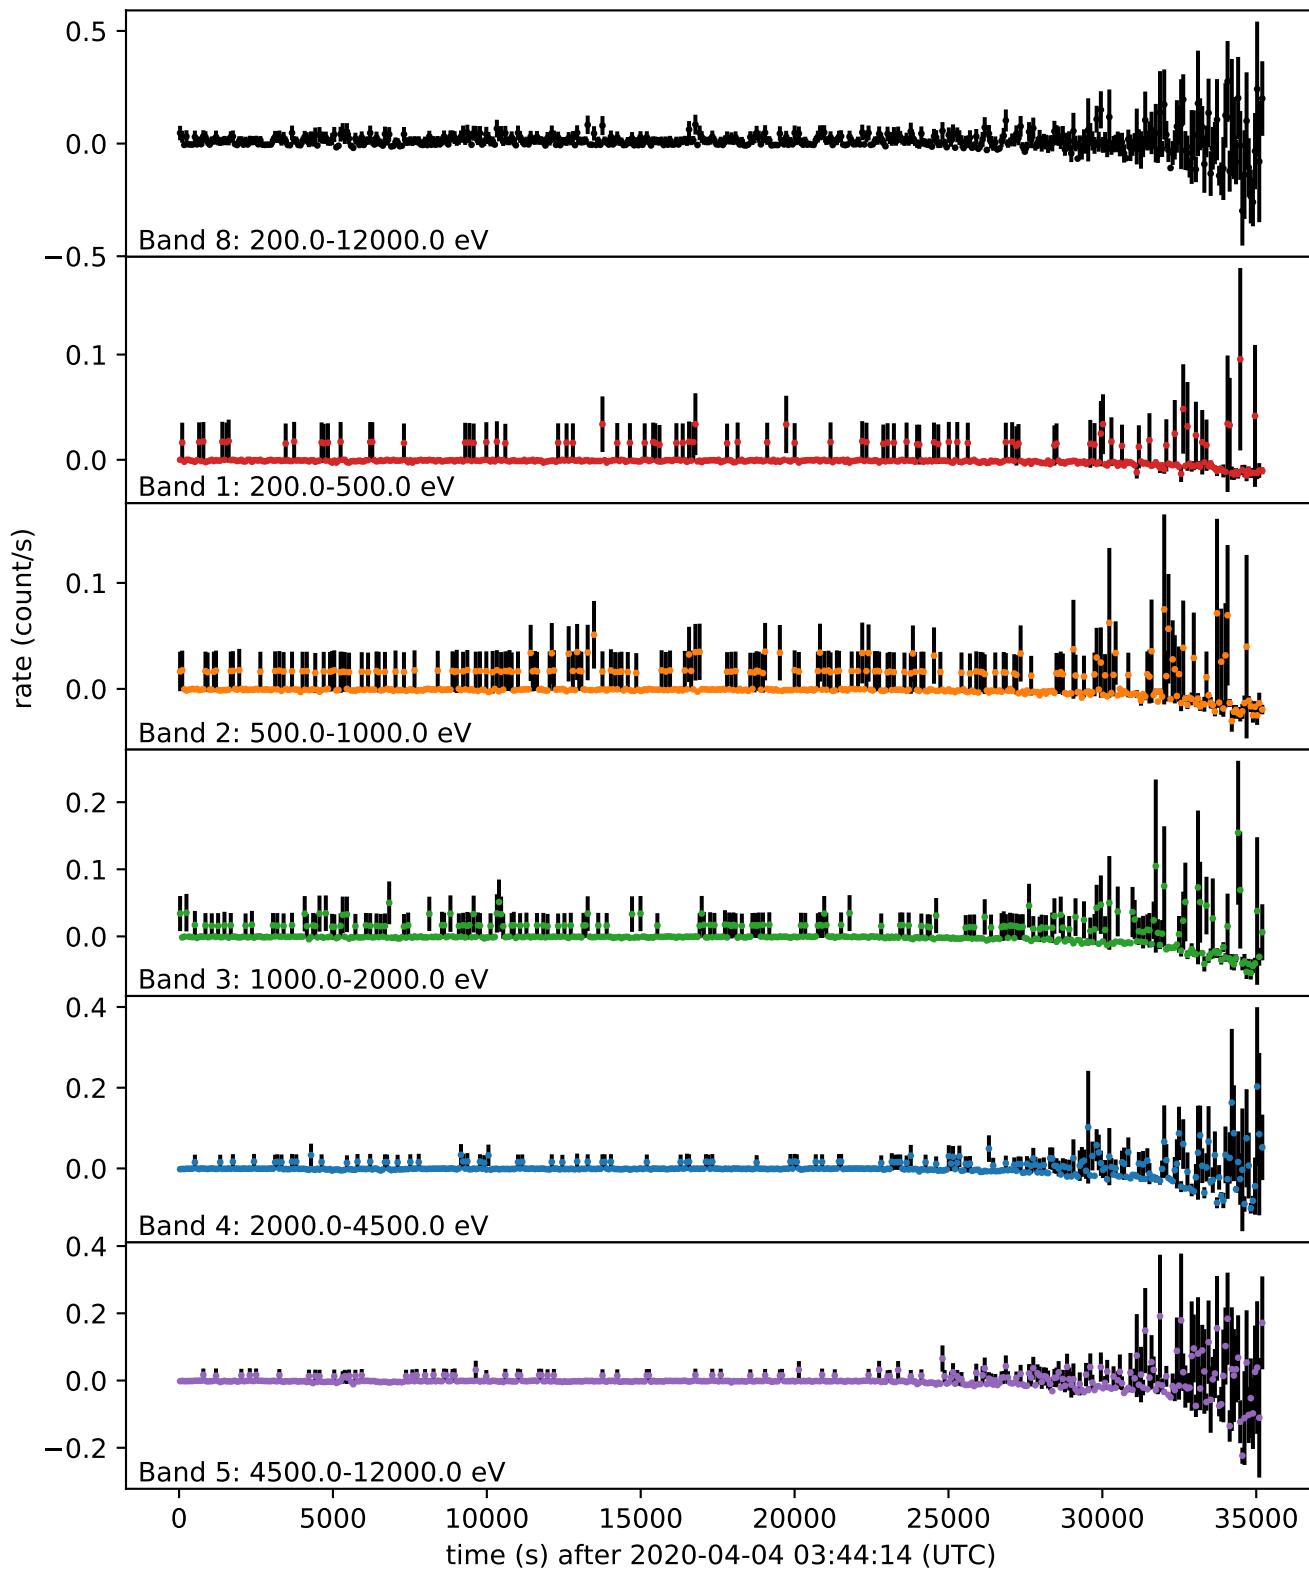 0.5
0.0
−0.5
Band 8: 200.0-12000.0 eV
0.1
0.0
Band 1: 200.0-500.0 eV
rate (count/s)
0.1
0.0
Band 2: 500.0-1000.0 eV
0.2
0.1
0.0
Band 3: 1000.0-2000.0 eV
0.4
0.2
0.0
Band 4: 2000.0-4500.0 eV
0.4
0.2
0.0
−0.2
Band 5: 4500.0-12000.0 eV
0 5000 10000 15000 20000 25000 30000 35000
time (s) after 2020-04-04 03:44:14 (UTC)